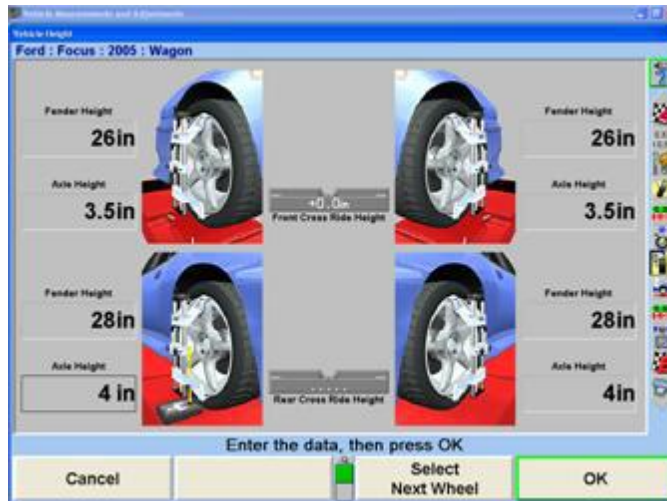 Vehicle Measurements and Adjustments
Vehicle Height
Ford : Focus : 2005 : Wagon
Fender Height
26in
Axle Height
3.5in
Fender Height
26in
Axle Height
3.5in
+0.0in
Front Cross Ride Height
Fender Height
28in
Axle Height
4 in
Fender Height
28in
Axle Height
4in
Rear Cross Ride Height
Enter the data, then press OK
Cancel
Select
Next Wheel
OK